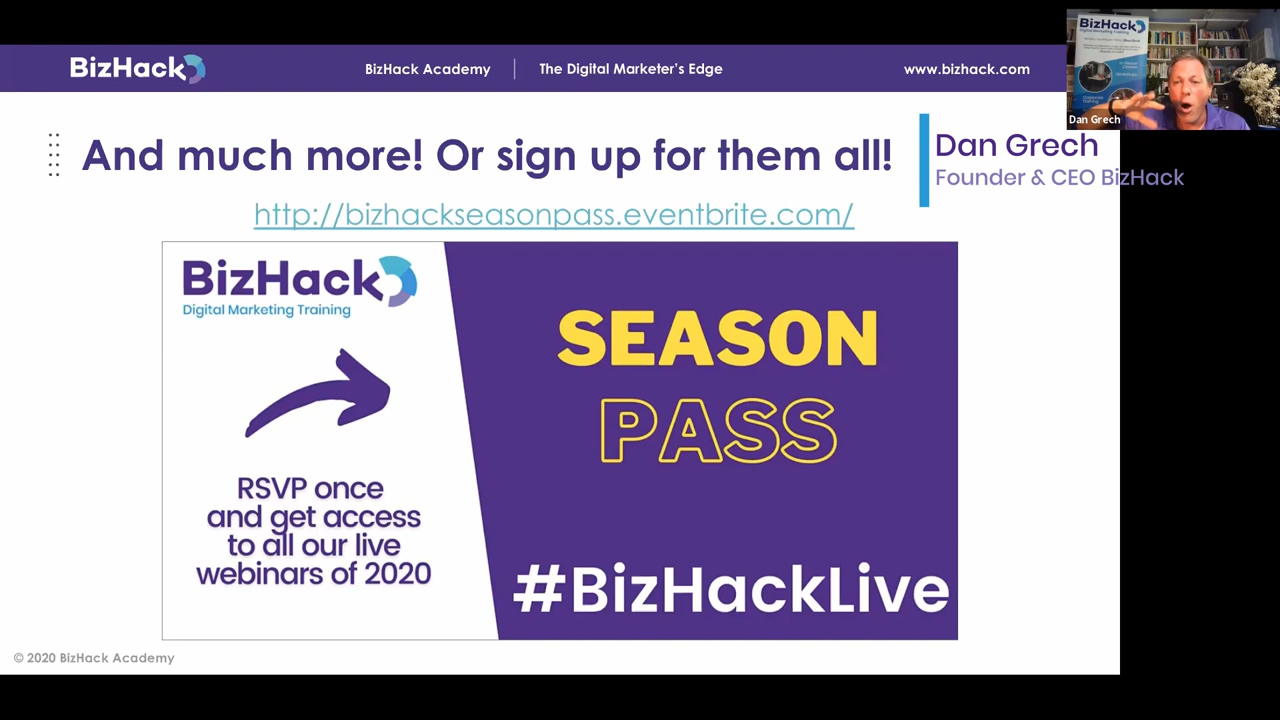 BizHack
BizHack Academy | The Digital Marketer's Edge
www.bizhack.com
BizHack
Digital Marketing Training
Dan Grech
And much more! Or sign up for them all!
Dan Grech
Founder & CEO BizHack
http://bizhackseasonpass.eventbrite.com/
BizHack
Digital Marketing Training
RSVP once
and get access
to all our live
webinars of 2020
SEASON
PASS
#BizHackLive
© 2020 BizHack Academy